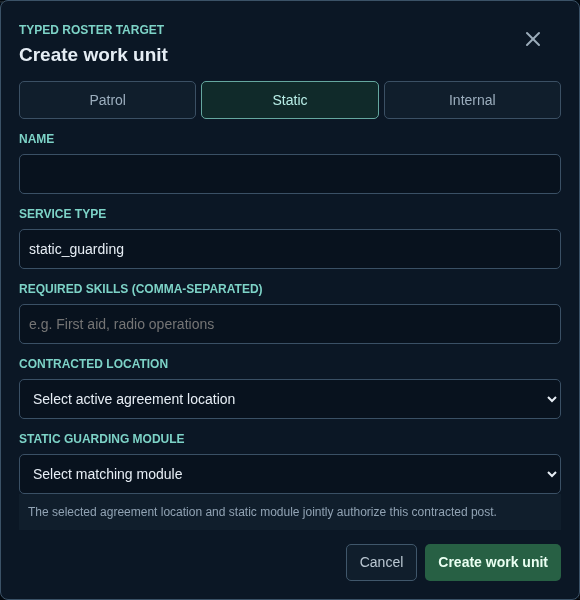 TYPED ROSTER TARGET
Create work unit
Patrol
Static
Internal
NAME
SERVICE TYPE
static_guarding
REQUIRED SKILLS (COMMA-SEPARATED)
e.g. First aid, radio operations
CONTRACTED LOCATION
Select active agreement location
STATIC GUARDING MODULE
Select matching module
The selected agreement location and static module jointly authorize this contracted post.
Cancel
Create work unit